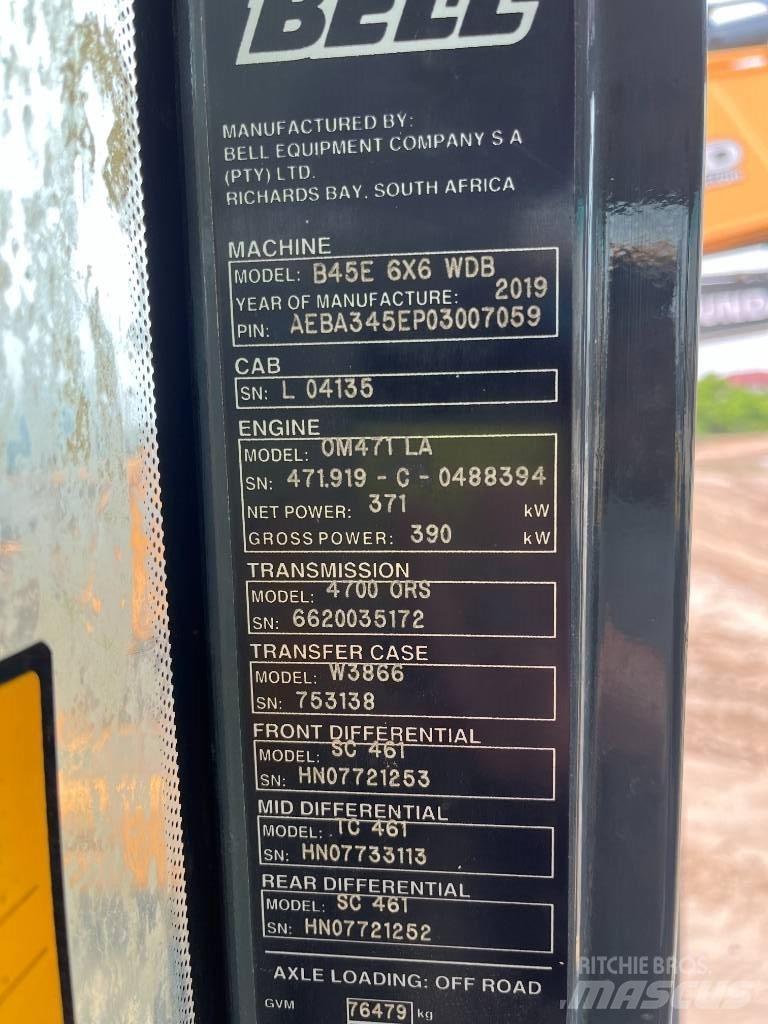 BELL
MANUFACTURED BY:
BELL EQUIPMENT COMPANY S A
(PTY) LTD.
RICHARDS BAY, SOUTH AFRICA
MACHINE
MODEL: B45E 6X6 WDB
YEAR OF MANUFACTURE: 2019
PIN: AEBA345EP03007059
CAB
SN: L 04135
ENGINE
MODEL: OM471 LA
SN: 471.919 - C - 0488394
NET POWER: 371 kW
GROSS POWER: 390 kW
TRANSMISSION
MODEL: 4700 ORS
SN: 6620035172
TRANSFER CASE
MODEL: W3866
SN: 753138
FRONT DIFFERENTIAL
MODEL: SC 461
SN: HN07721253
MID DIFFERENTIAL
MODEL: TC 461
SN: HN07733113
REAR DIFFERENTIAL
MODEL: SC 461
SN: HN07721252
AXLE LOADING: OFF ROAD
GVM 76479 kg
RITCHIE BROS.
MASCUS